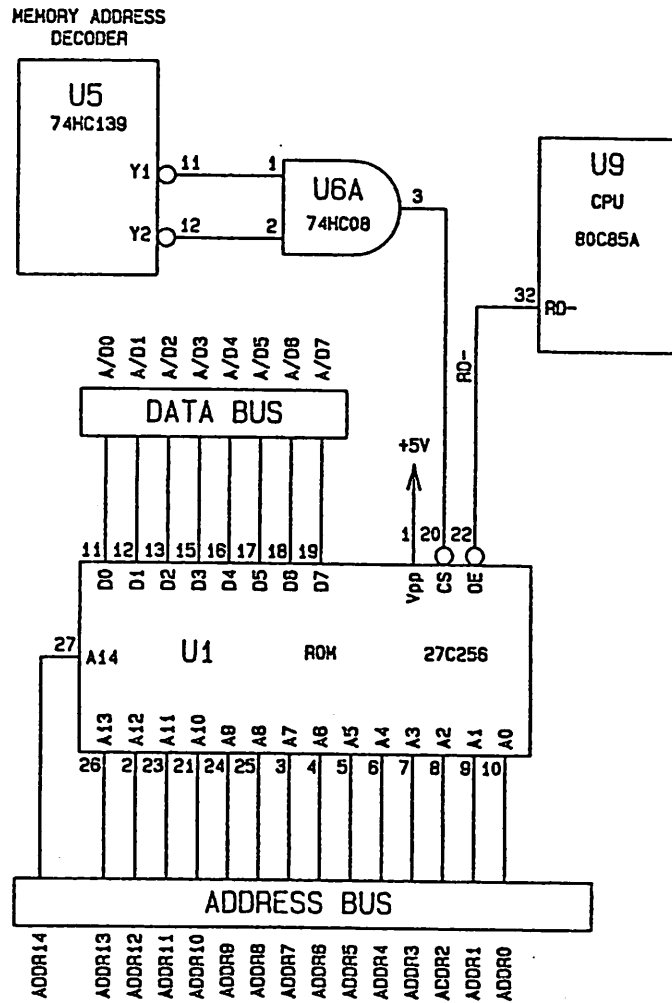 MEMORY ADDRESS
DECODER
U5
74HC139
Y1
11
Y2
12
1
2
U6A
74HC08
3
U9
CPU
80C85A
32
RD-
RD-
A/D0
A/D1
A/D2
A/D3
A/D4
A/D5
A/D6
A/D7
DATA BUS
+5V
11
12
13
15
16
17
18
19
1
20
22
D0
D1
D2
D3
D4
D5
D6
D7
Vpp
CS
OE
27
A14
U1
ROM
27C256
A13
A12
A11
A10
A9
A8
A7
A6
A5
A4
A3
A2
A1
A0
26
2
23
21
24
25
3
4
5
6
7
8
9
10
ADDRESS BUS
ADDR14
ADDR13
ADDR12
ADDR11
ADDR10
ADDR9
ADDR8
ADDR7
ADDR6
ADDR5
ADDR4
ADDR3
ADDR2
ADDR1
ADDR0